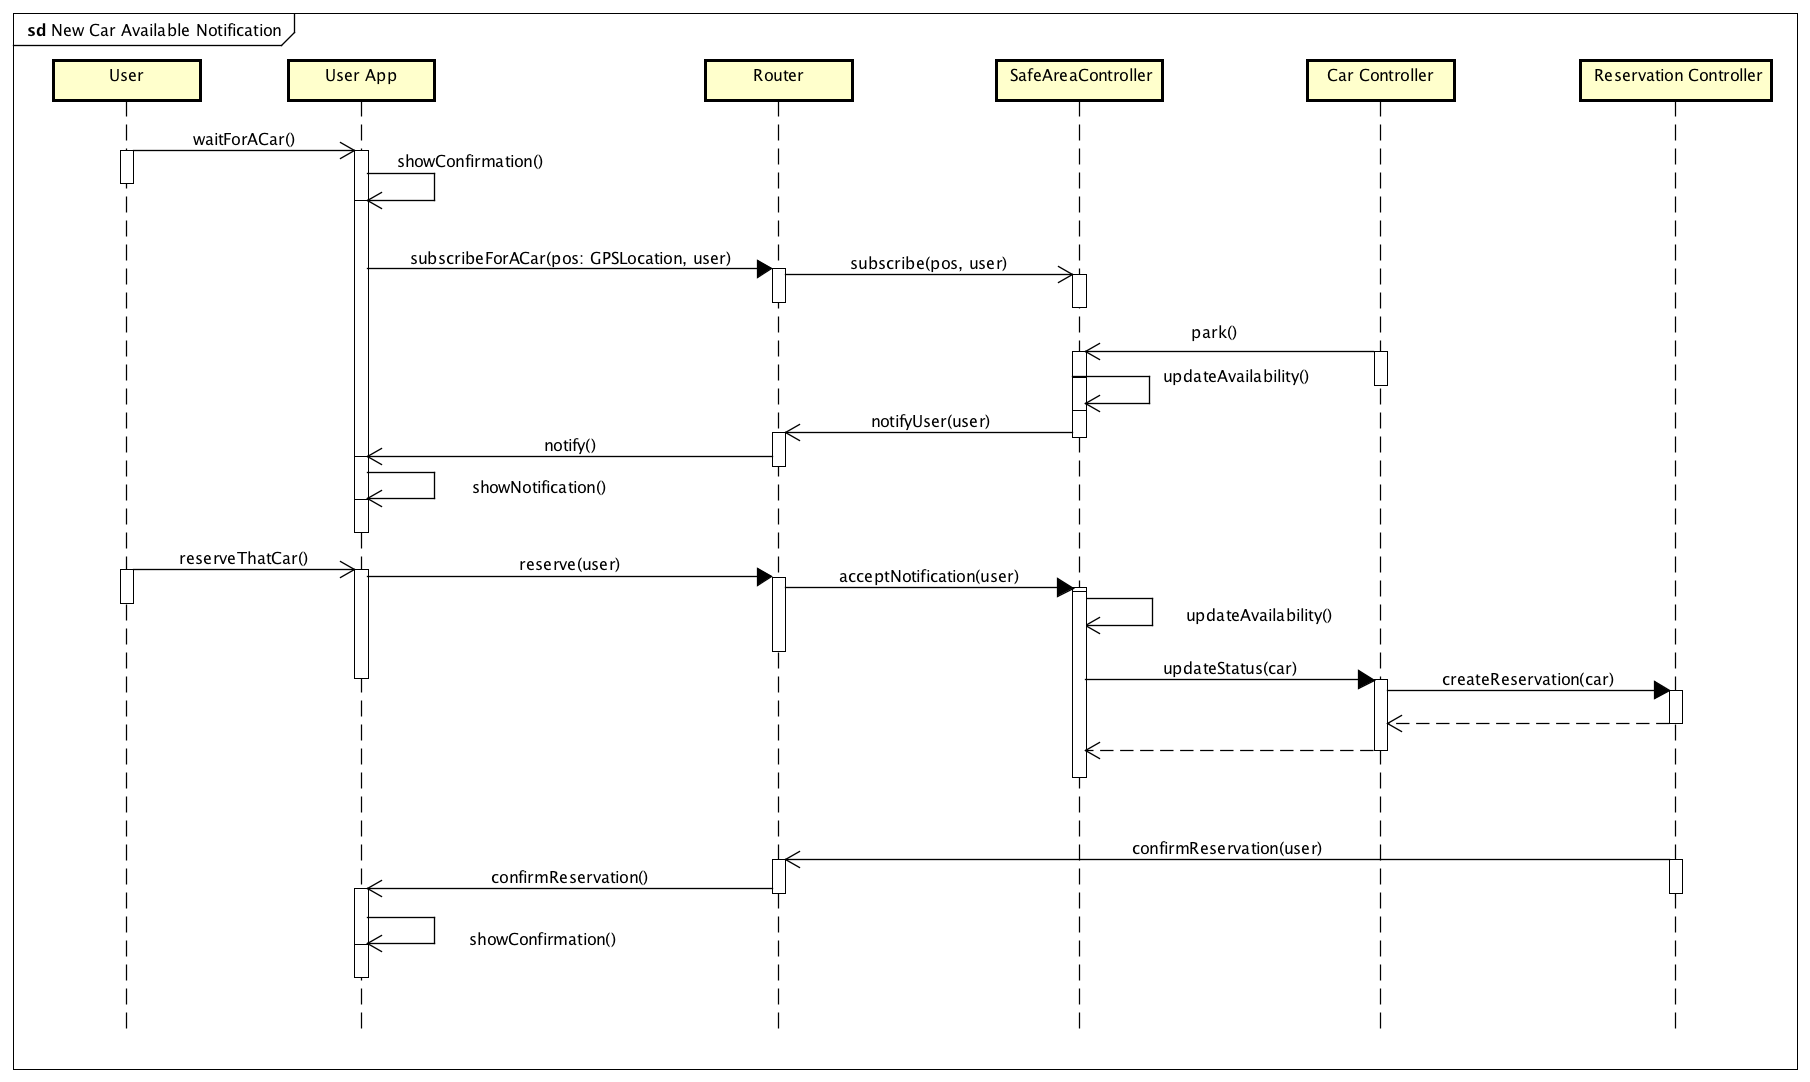 sd New Car Available Notification
User
User App
Router
SafeAreaController
Car Controller
Reservation Controller
waitForACar()
showConfirmation()
subscribeForACar(pos: GPSLocation, user)
subscribe(pos, user)
park()
updateAvailability()
notifyUser(user)
notify()
showNotification()
reserveThatCar()
reserve(user)
acceptNotification(user)
updateAvailability()
updateStatus(car)
createReservation(car)
confirmReservation(user)
confirmReservation()
showConfirmation()